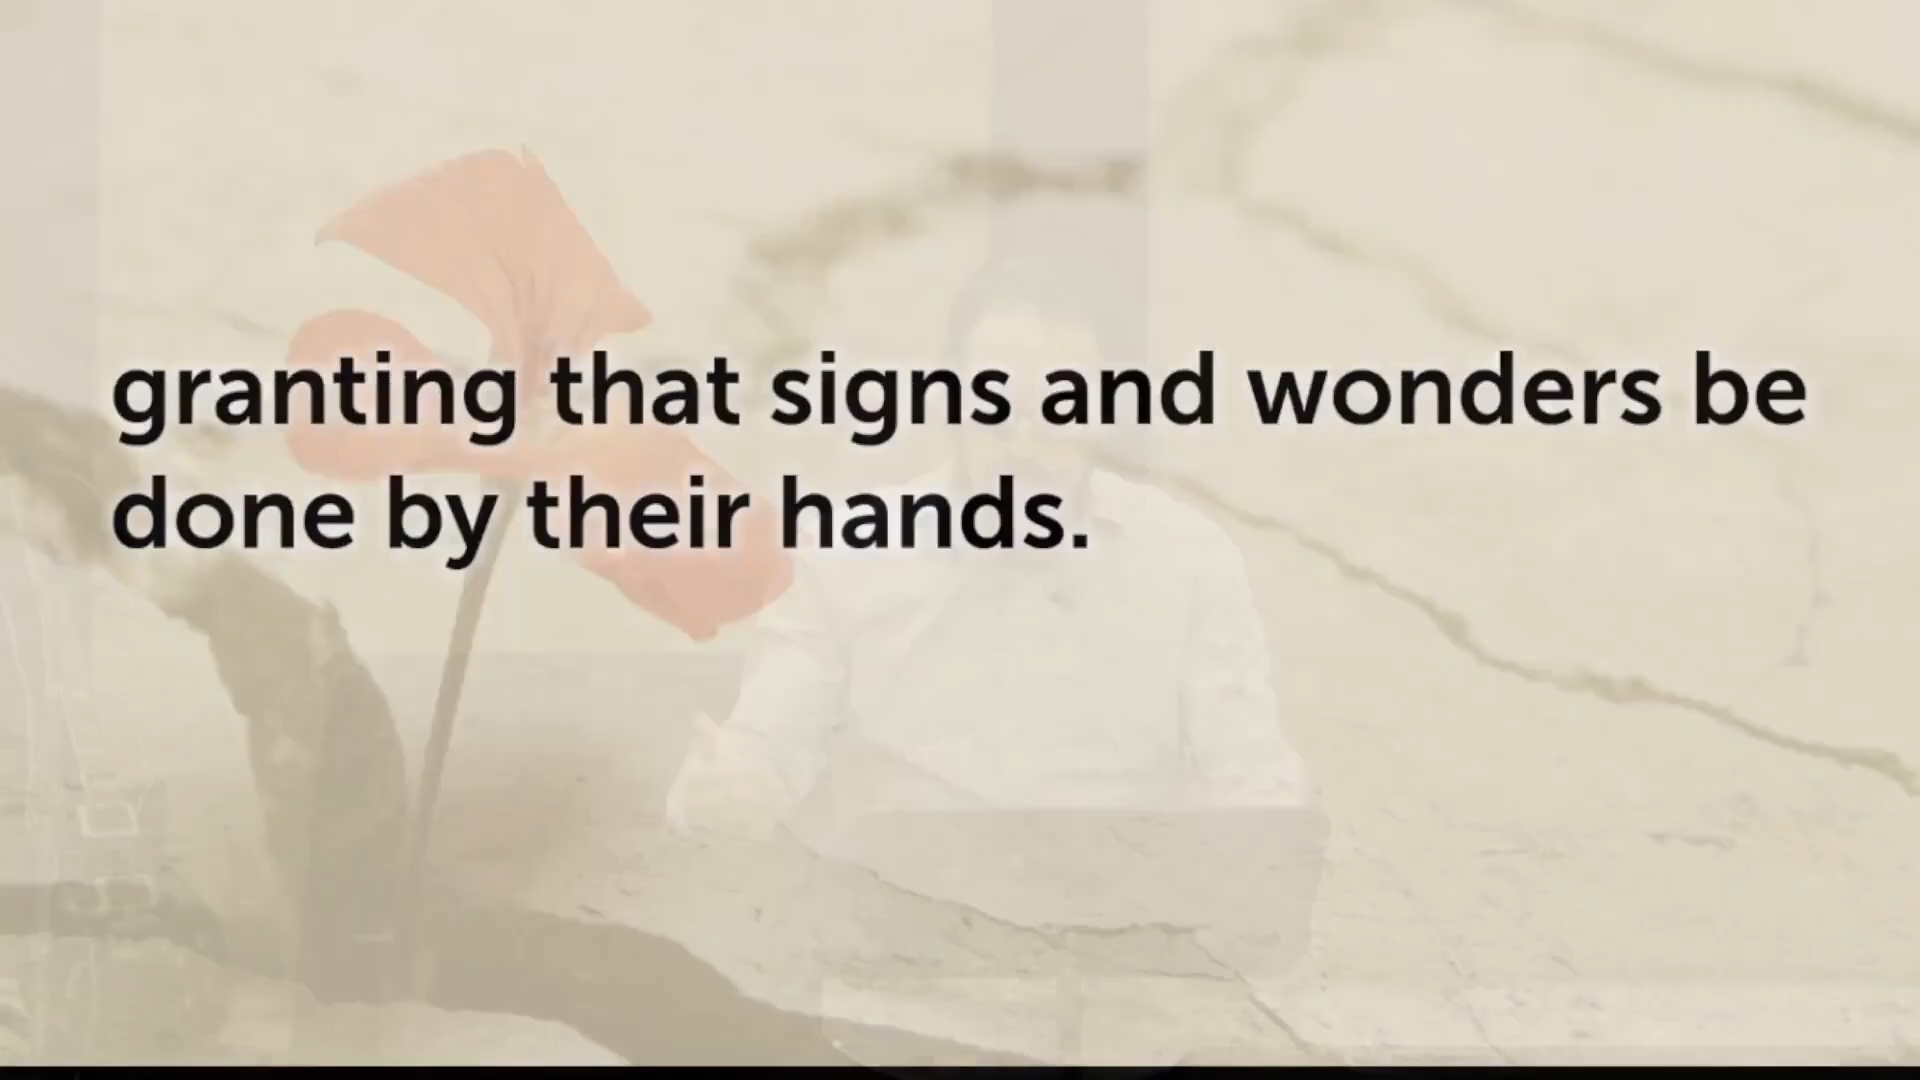 granting that signs and wonders be
done by their hands.